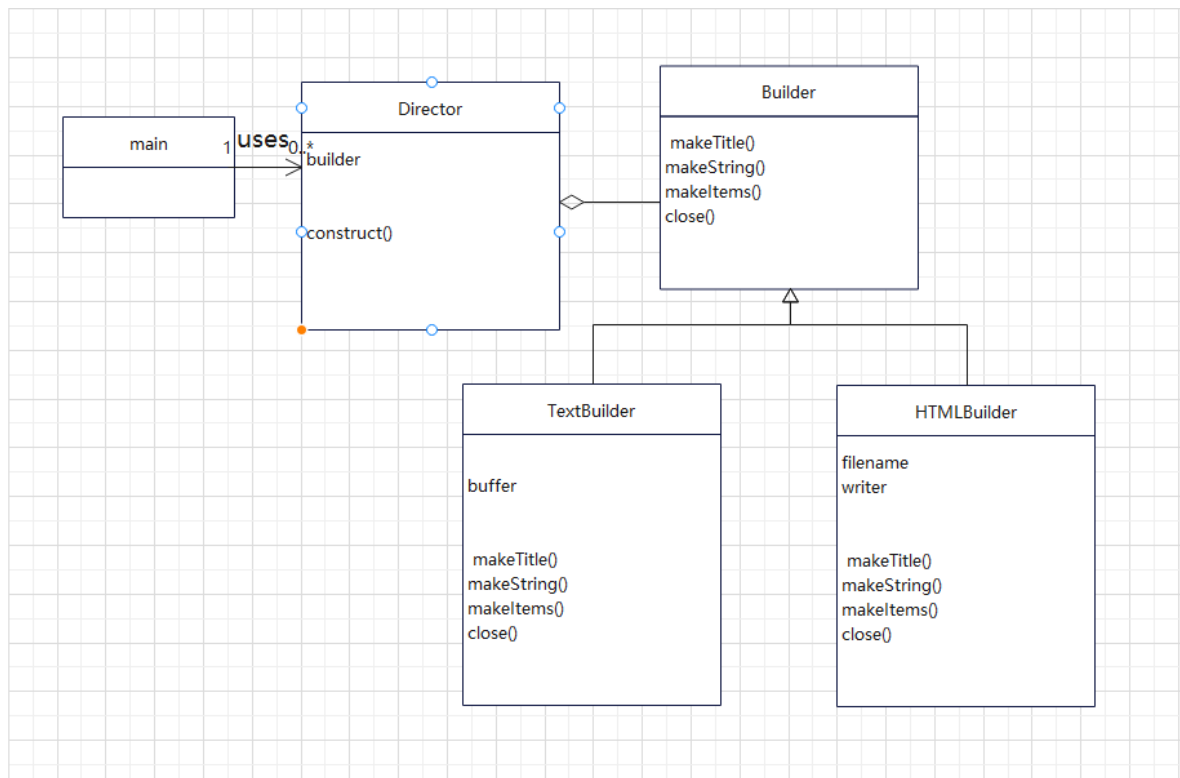 main
1
uses
0..*
Director
builder
construct()
Builder
makeTitle()
makeString()
makeItems()
close()
TextBuilder
buffer
makeTitle()
makeString()
makeItems()
close()
HTMLBuilder
filename
writer
makeTitle()
makeString()
makeItems()
close()